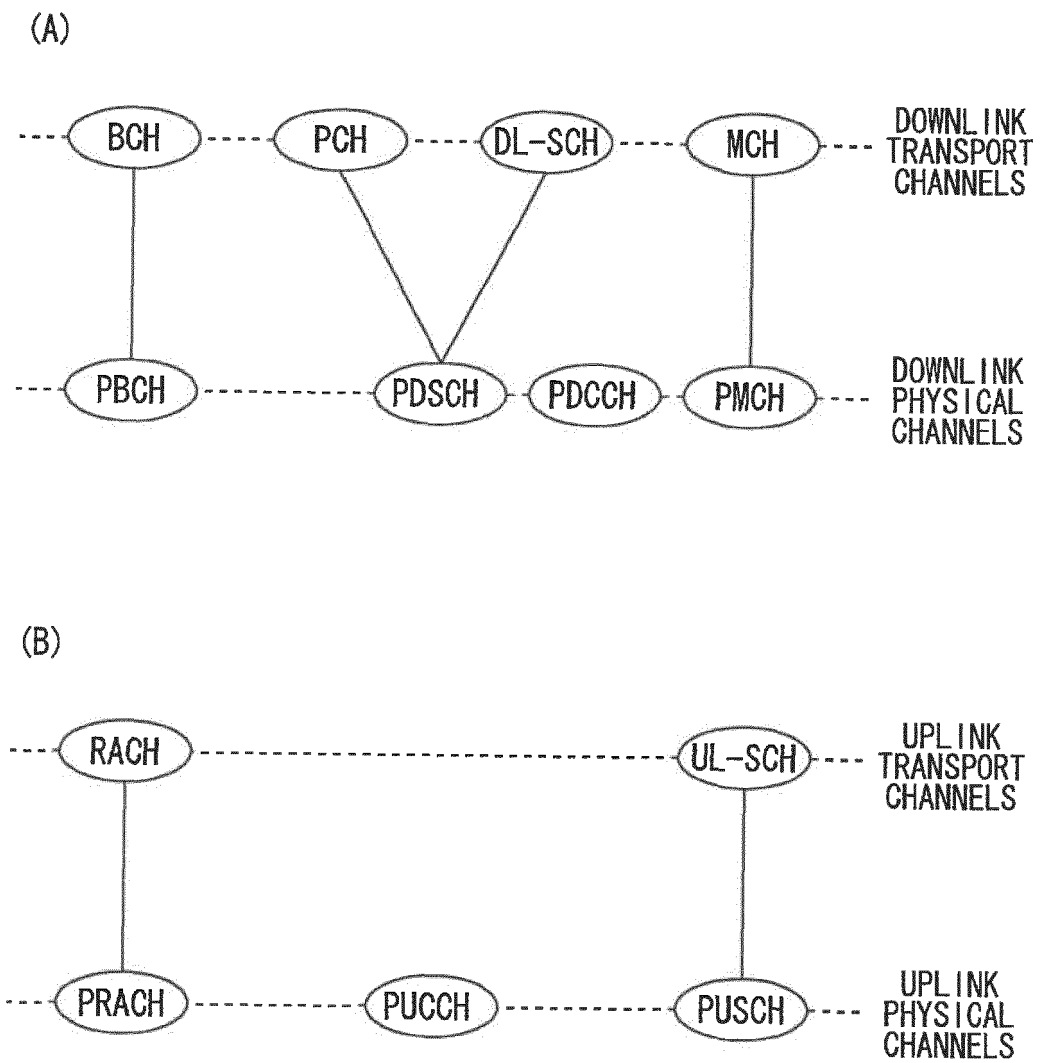 (A)
BCH
PCH
DL-SCH
MCH
DOWNLINK
TRANSPORT
CHANNELS
PBCH
PDSCH
PDCCH
PMCH
DOWNLINK
PHYSICAL
CHANNELS
(B)
RACH
UL-SCH
UPLINK
TRANSPORT
CHANNELS
PRACH
PUCCH
PUSCH
UPLINK
PHYSICAL
CHANNELS